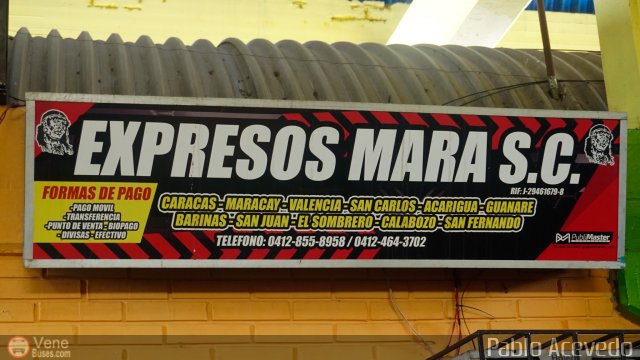 EXPRESOS MARA S.C.
RIF: J-29461679-8
FORMAS DE PAGO
-PAGO MOVIL
-TRANSFERENCIA
-PUNTO DE VENTA - BIOPAGO
- DIVISAS - EFECTIVO
CARACAS - MARACAY - VALENCIA - SAN CARLOS - ACARIGUA - GUANARE
BARINAS - SAN JUAN - EL SOMBRERO - CALABOZO - SAN FERNANDO
TELEFONO: 0412-855-8958 / 0412-464-3702
PubliMaster
Vene
Buses.com
Pablo Acevedo